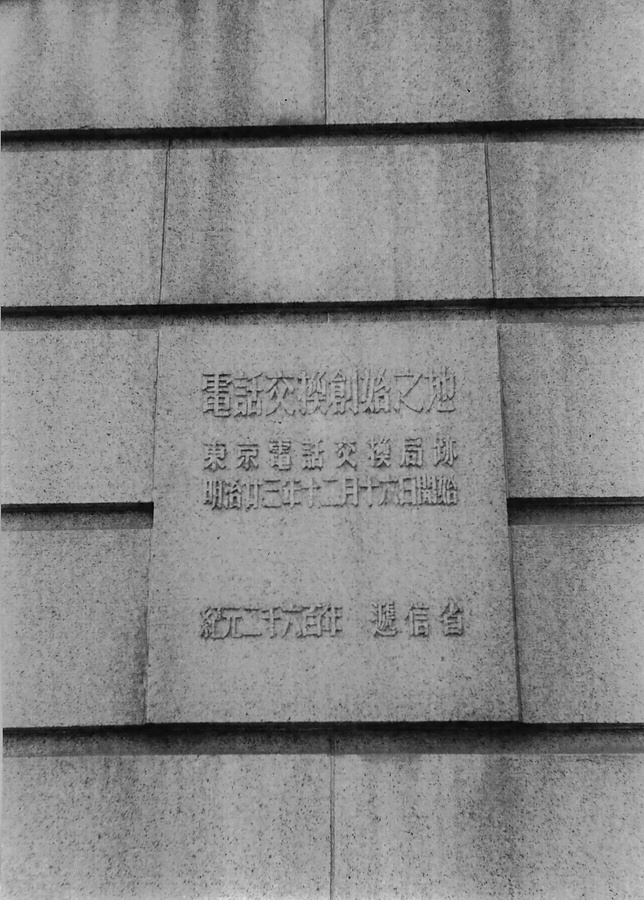 電話交換創始之地
東京電話交換局跡
明治廿三年十二月十六日開始
紀元二千六百年 遞信省